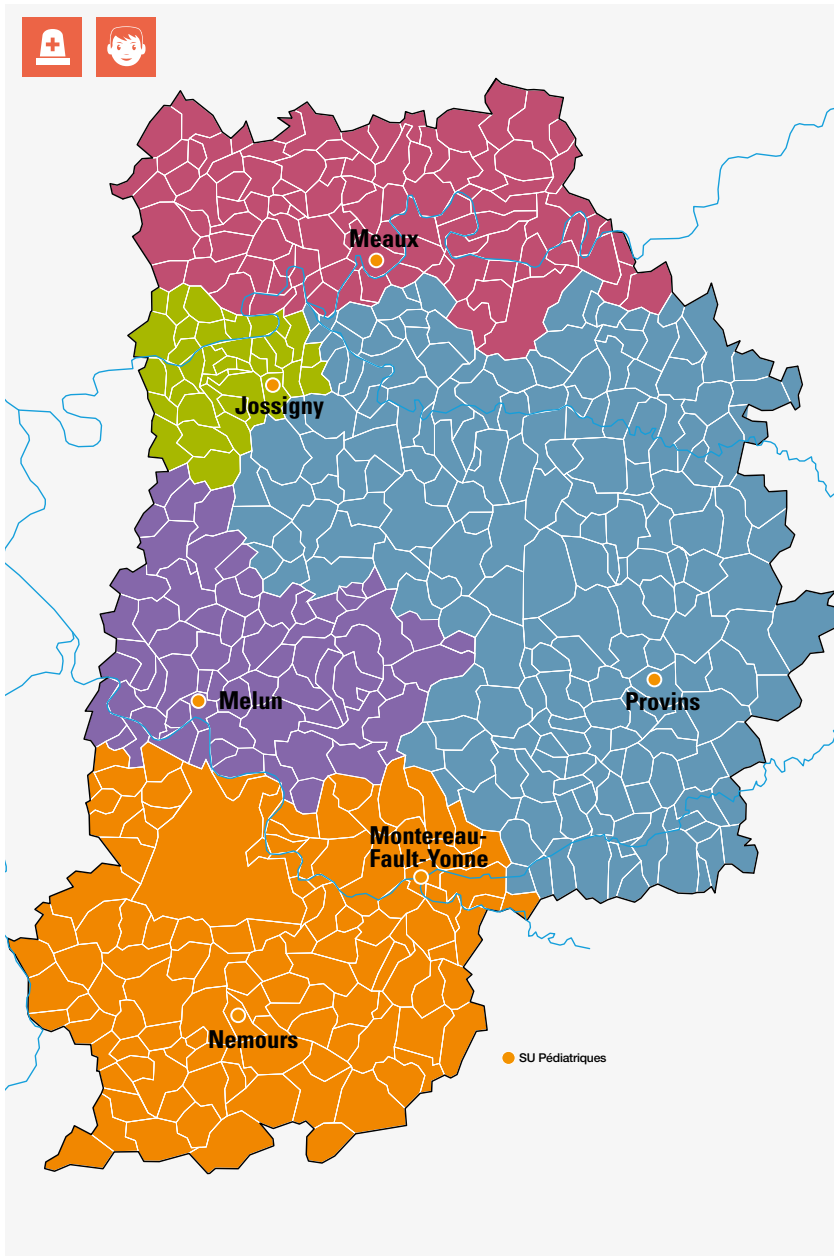 Meaux
Jossigny
Melun
Provins
Montereau-
Fault-Yonne
Nemours
SU Pédiatriques